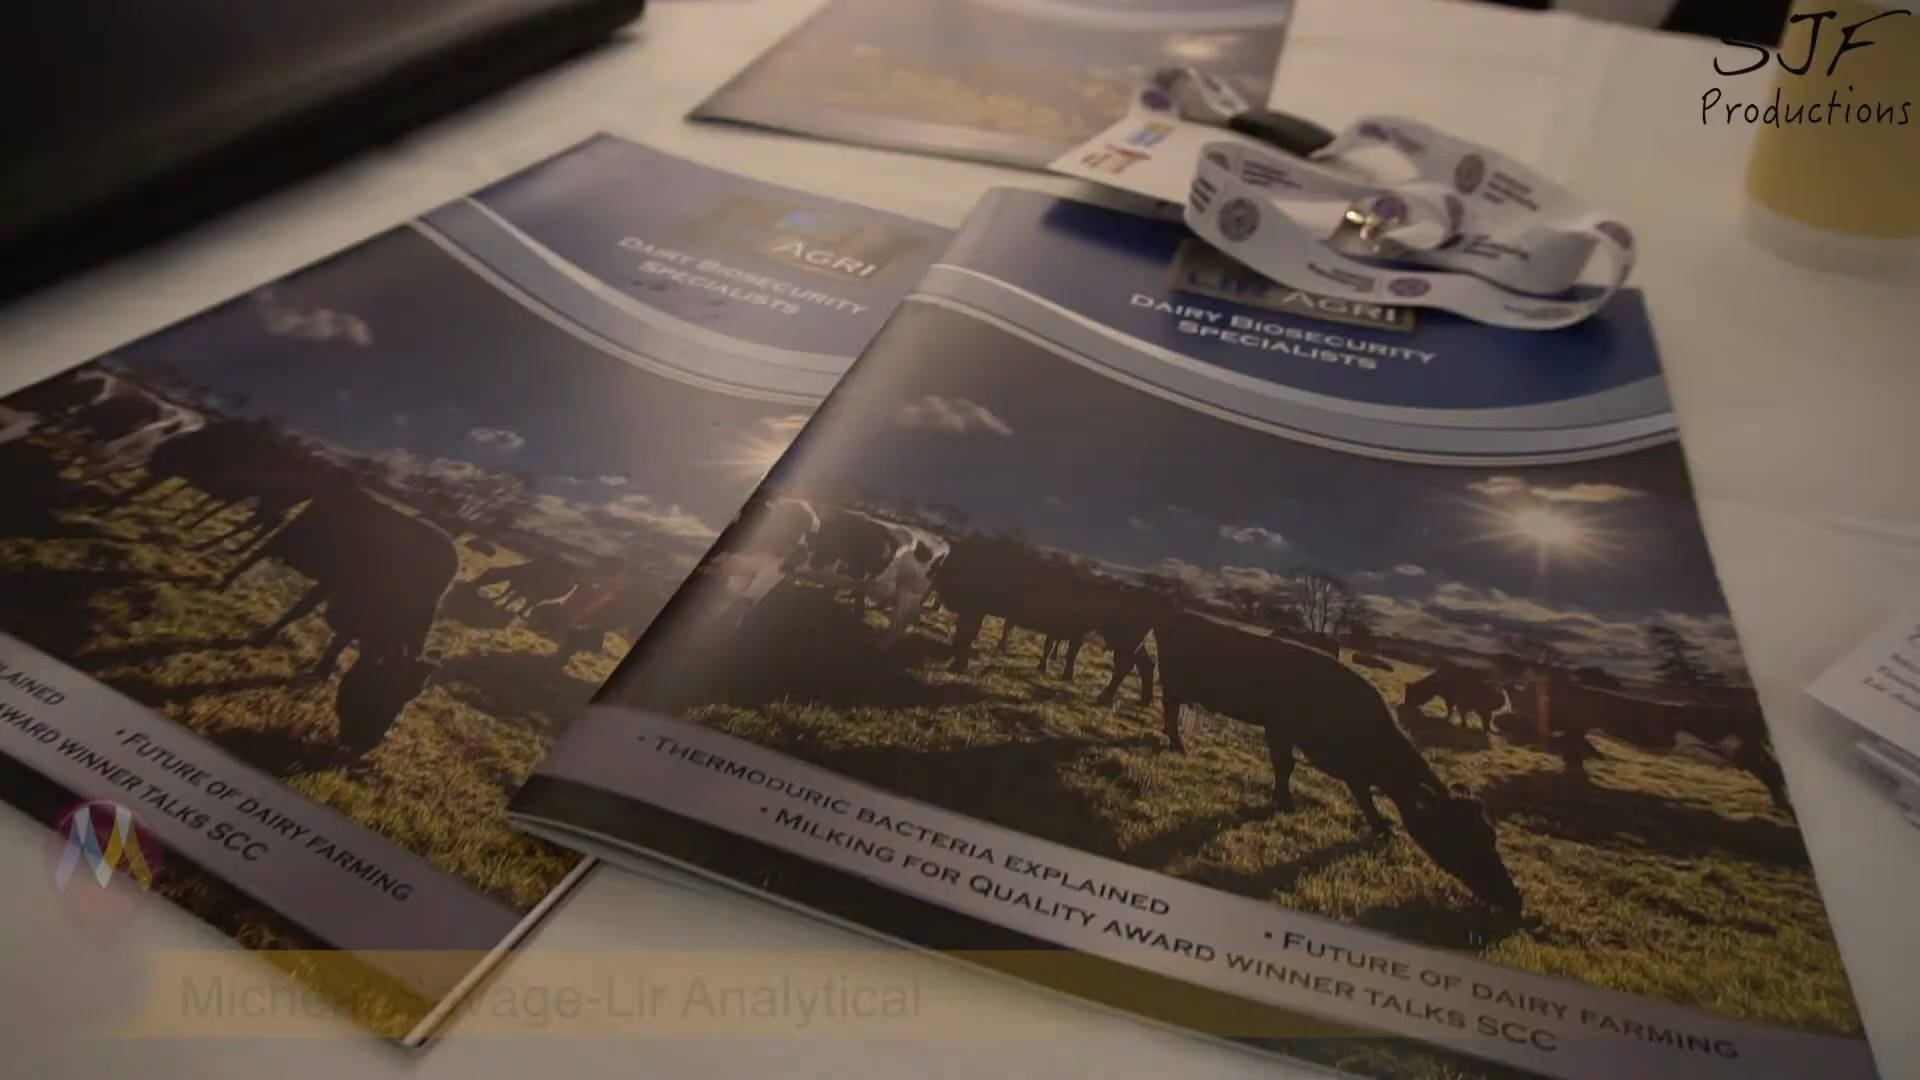 SJF
Productions
AGRI
DAIRY BIOSECURITY
SPECIALISTS
LIR AGRI
DAIRY BIOSECURITY
SPECIALISTS
• THERMODURIC BACTERIA EXPLAINED
• FUTURE OF DAIRY FARMING
• MILKING FOR QUALITY AWARD WINNER TALKS SCC
• FUTURE OF DAIRY FARMING
AWARD WINNER TALKS SCC
-Lir Analytical